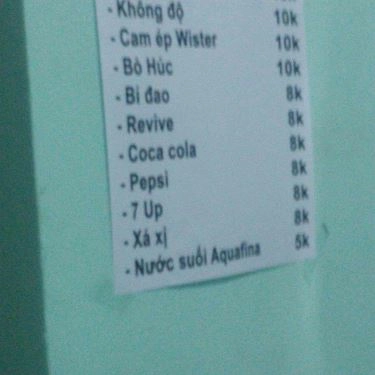 - Không độ 10k
- Cam ép Wister 10k
- Bò Húc 10k
- Bí đao 8k
- Revive 8k
- Coca cola 8k
- Pepsi 8k
- 7 Up 8k
- Xá xị 8k
- Nước suối Aquafina 5k